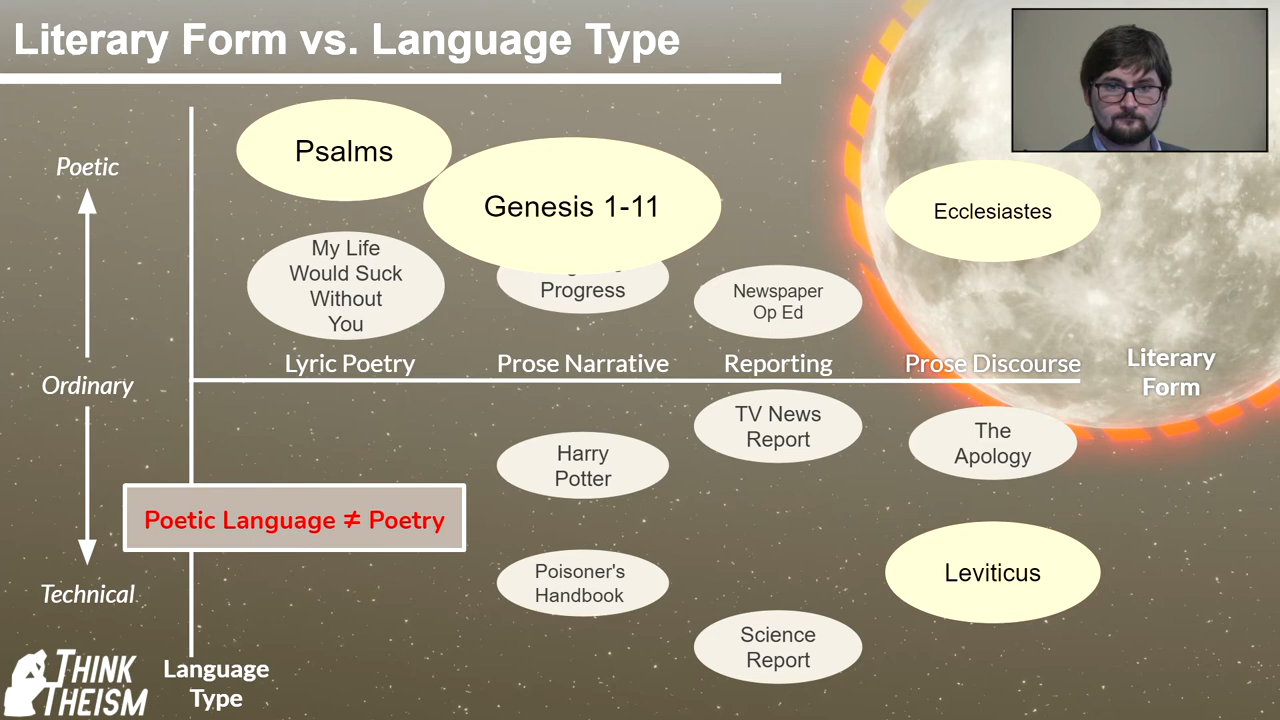 Literary Form vs. Language Type
Poetic
Psalms
Genesis 1-11
Ecclesiastes
My Life
Would Suck
Without
You
Progress
Newspaper
Op Ed
Lyric Poetry
Prose Narrative
Reporting
Prose Discourse
Literary
Form
Ordinary
TV News
Report
The
Apology
Harry
Potter
Poetic Language ≠ Poetry
Poisoner's
Handbook
Leviticus
Technical
Science
Report
Language
Type
THINK
THEISM